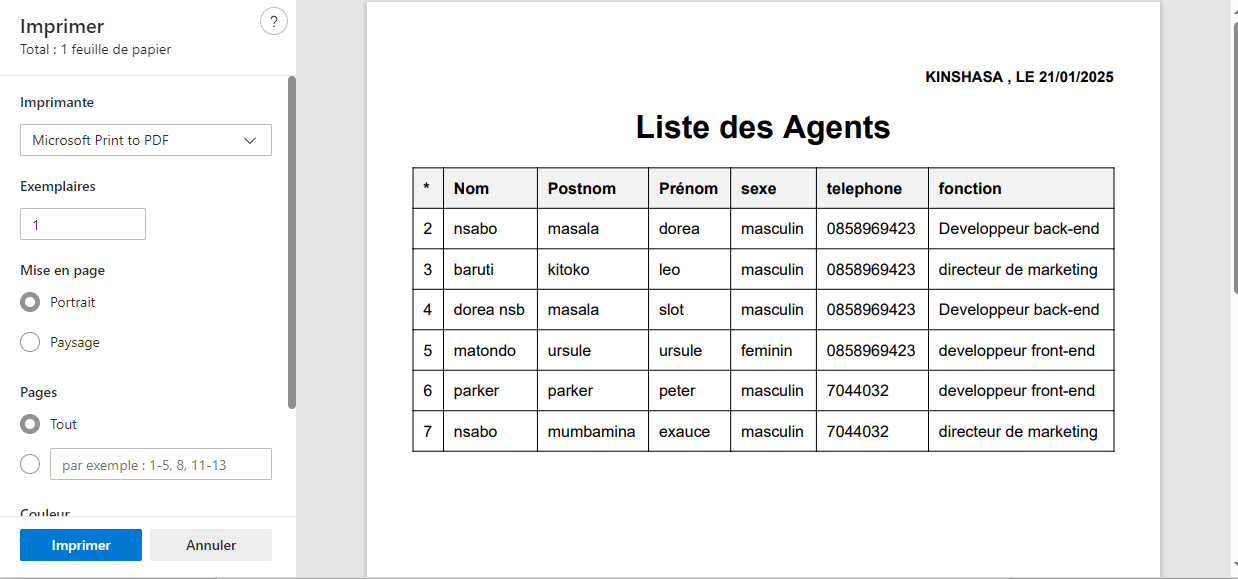 Imprimer
?
Total : 1 feuille de papier
Imprimante
Microsoft Print to PDF
Exemplaires
1
Mise en page
Portrait
Paysage
Pages
Tout
par exemple : 1-5, 8, 11-13
Couleur
Imprimer Annuler
KINSHASA , LE 21/01/2025
Liste des Agents
* Nom Postnom Prénom sexe telephone fonction
2 nsabo masala dorea masculin 0858969423 Developpeur back-end
3 baruti kitoko leo masculin 0858969423 directeur de marketing
4 dorea nsb masala slot masculin 0858969423 Developpeur back-end
5 matondo ursule ursule feminin 0858969423 developpeur front-end
6 parker parker peter masculin 7044032 developpeur front-end
7 nsabo mumbamina exauce masculin 7044032 directeur de marketing